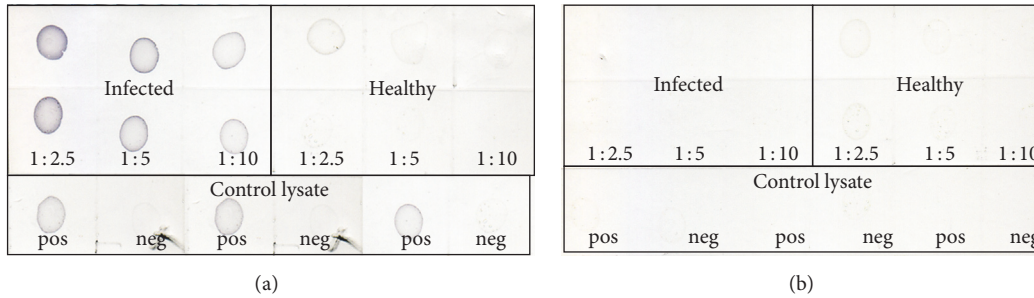 Infected
Healthy
1 : 2.5 1 : 5 1 : 10 1 : 2.5 1 : 5 1 : 10
Control lysate
pos neg pos neg pos neg
(a)
Infected
Healthy
1 : 2.5 1 : 5 1 : 10 1 : 2.5 1 : 5 1 : 10
Control lysate
pos neg pos neg pos neg
(b)